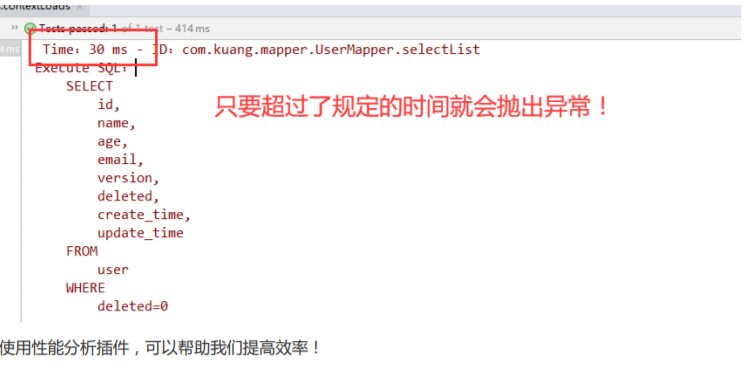 .contextLoads ×
» Tests passed: 1 of 1 test – 414 ms
4 ms
Time：30 ms - ID：com.kuang.mapper.UserMapper.selectList
Execute SQL：
SELECT
id,
name,
只要超过了规定的时间就会抛出异常！
age,
email,
version,
deleted,
create_time,
update_time
FROM
user
WHERE
deleted=0
使用性能分析插件，可以帮助我们提高效率！